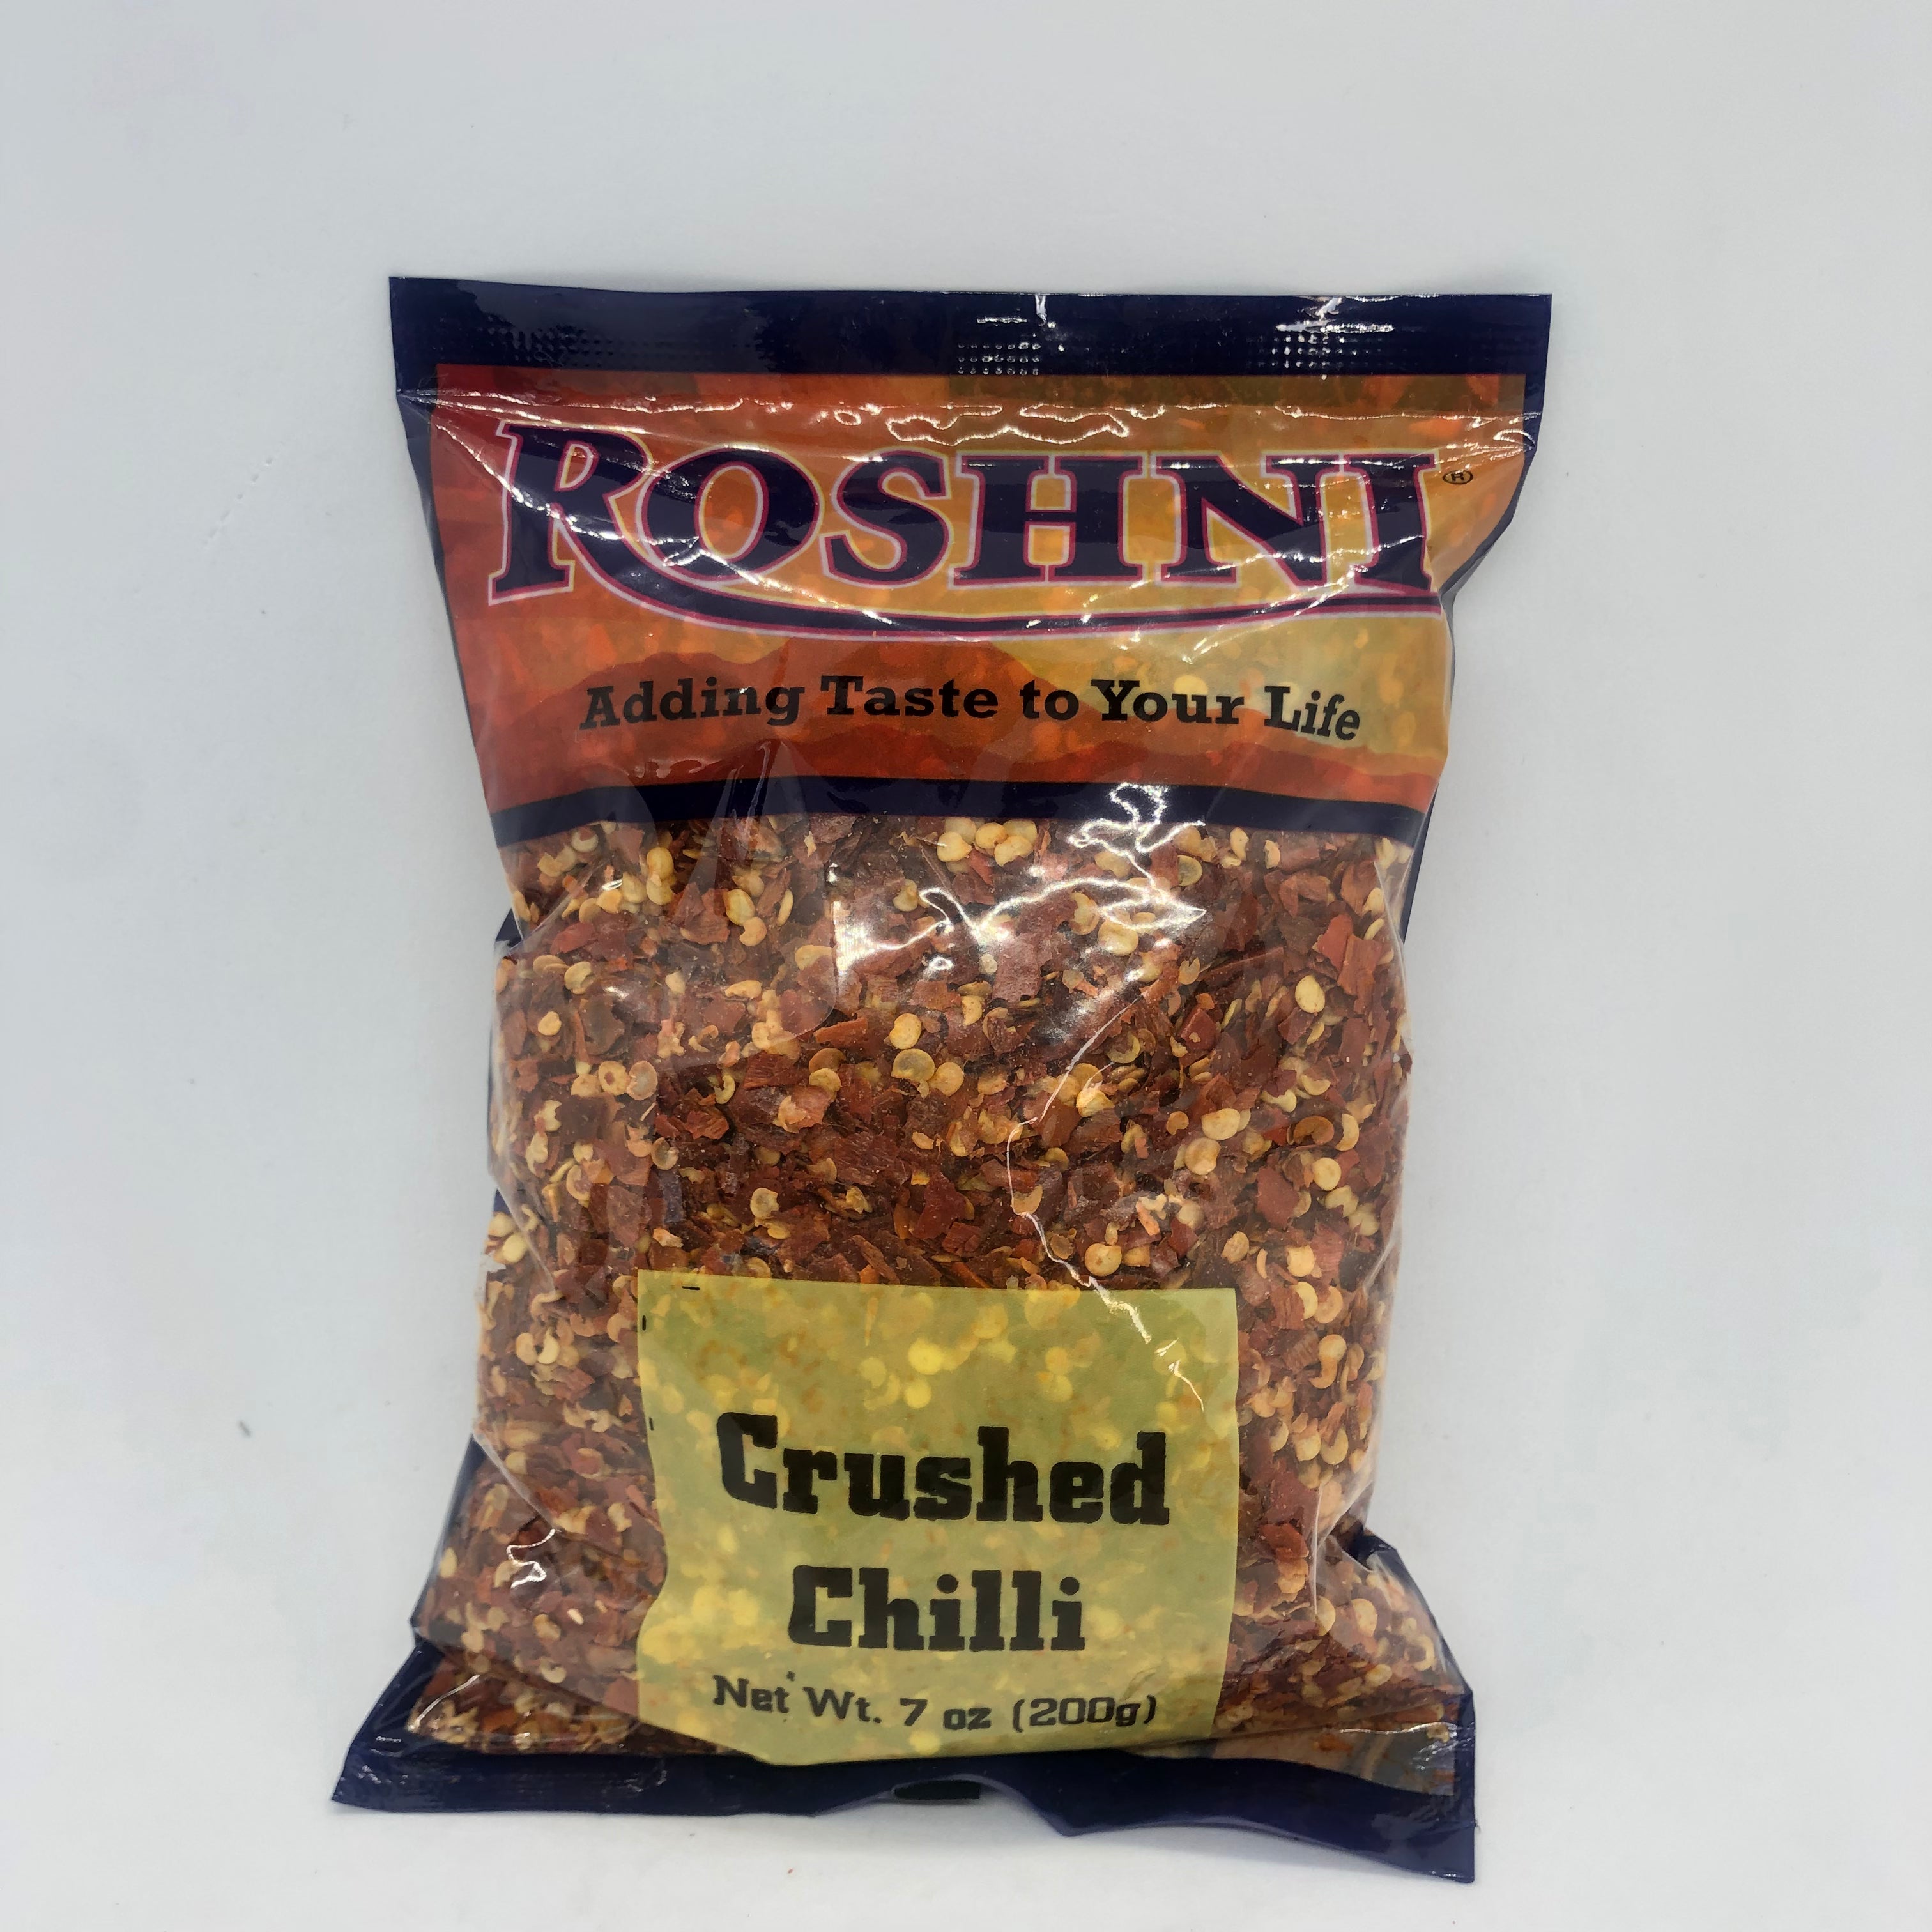 ROSHNI®
Adding Taste to Your Life
Crushed
Chilli
Net Wt. 7 oz (200g)